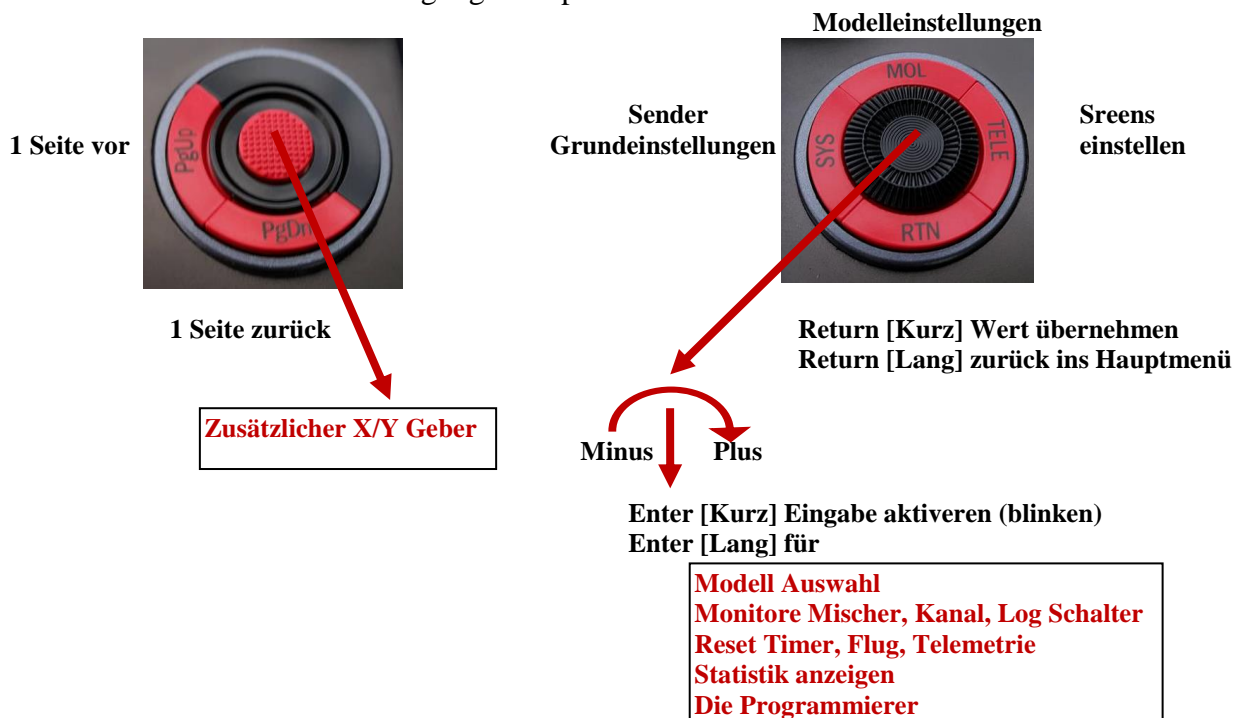 Modelleinstellungen
1 Seite vor
PgUp
PgDn
Sender
Grundeinstellungen
MOL
SYS
TELE
RTN
Sreens
einstellen
1 Seite zurück
Return [Kurz] Wert übernehmen
Return [Lang] zurück ins Hauptmenü
Zusätzlicher X/Y Geber
Minus
Plus
Enter [Kurz] Eingabe aktiveren (blinken)
Enter [Lang] für
Modell Auswahl
Monitore Mischer, Kanal, Log Schalter
Reset Timer, Flug, Telemetrie
Statistik anzeigen
Die Programmierer